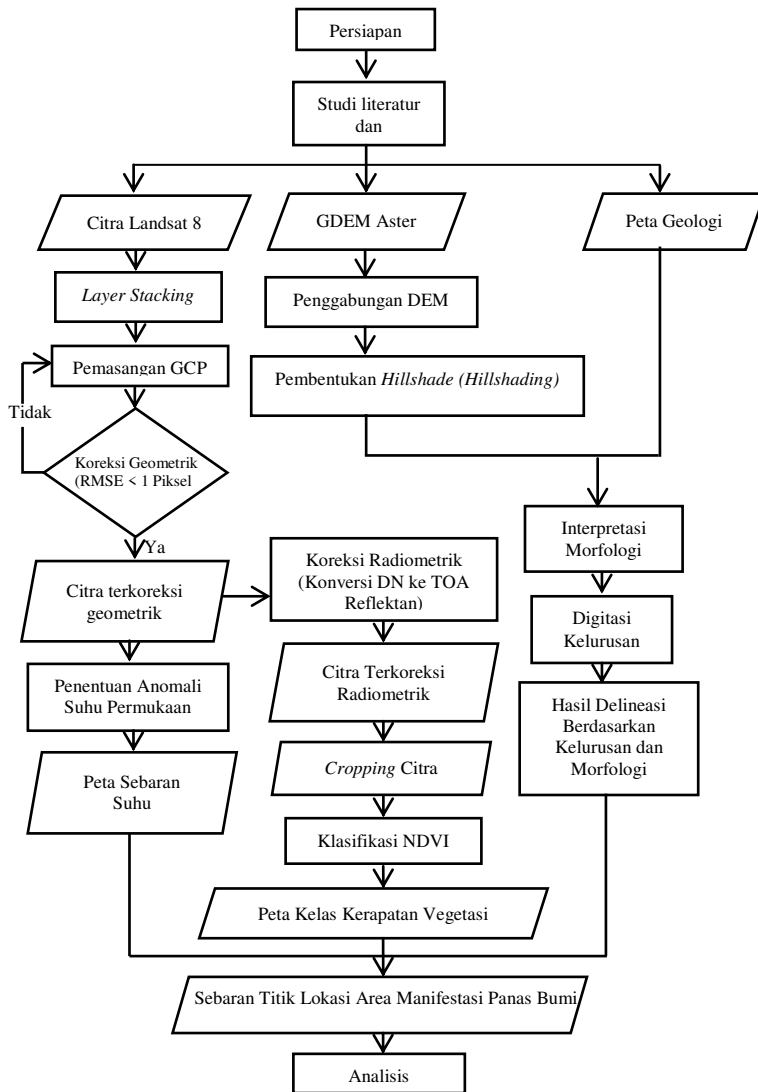 Persiapan
Studi literatur
dan
Citra Landsat 8
GDEM Aster
Peta Geologi
Layer Stacking
Penggabungan DEM
Pemasangan GCP
Pembentukan Hillshade (Hillshading)
Tidak
Koreksi Geometrik
(RMSE < 1 Piksel
Ya
Interpretasi
Morfologi
Citra terkoreksi
geometrik
Koreksi Radiometrik
(Konversi DN ke TOA
Reflektan)
Digitasi
Kelurusan
Penentuan Anomali
Suhu Permukaan
Citra Terkoreksi
Radiometrik
Hasil Delineasi
Berdasarkan
Kelurusan dan
Morfologi
Peta Sebaran
Suhu
Cropping Citra
Klasifikasi NDVI
Peta Kelas Kerapatan Vegetasi
Sebaran Titik Lokasi Area Manifestasi Panas Bumi
Analisis